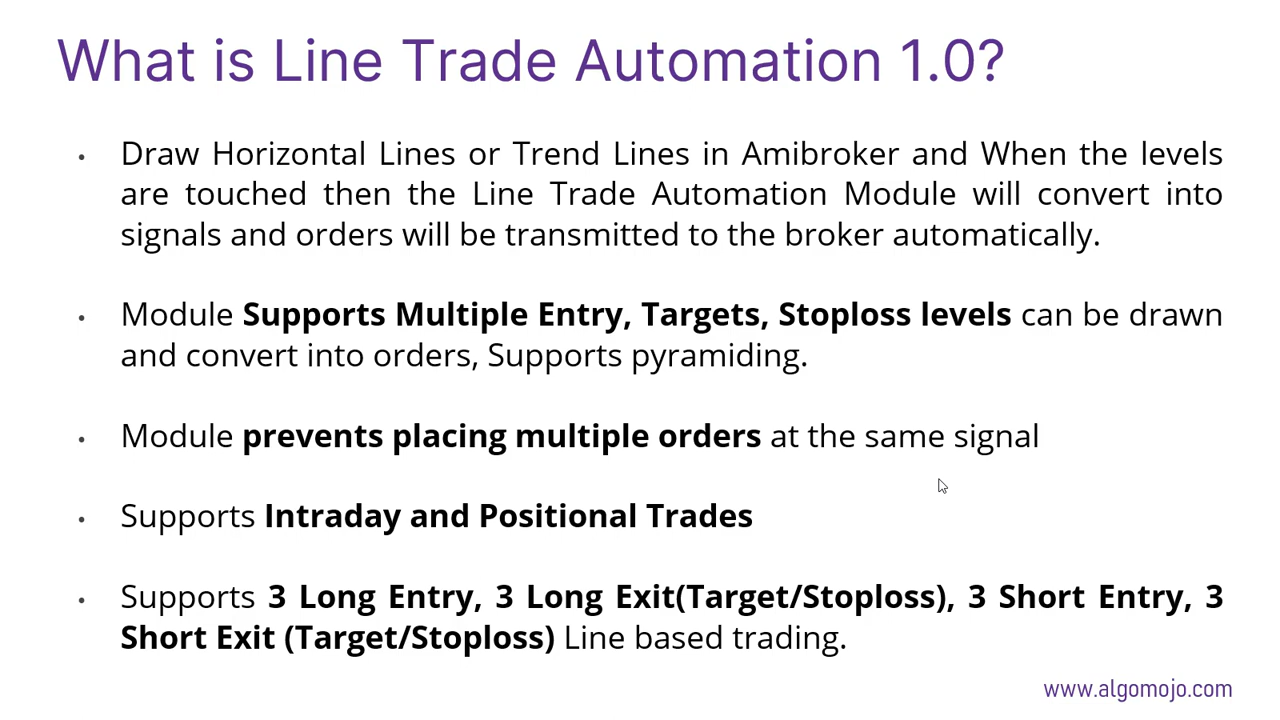 What is Line Trade Automation 1.0?
• Draw Horizontal Lines or Trend Lines in Amibroker and When the levels
are touched then the Line Trade Automation Module will convert into
signals and orders will be transmitted to the broker automatically.
• Module Supports Multiple Entry, Targets, Stoploss levels can be drawn
and convert into orders, Supports pyramiding.
• Module prevents placing multiple orders at the same signal
• Supports Intraday and Positional Trades
• Supports 3 Long Entry, 3 Long Exit(Target/Stoploss), 3 Short Entry, 3
Short Exit (Target/Stoploss) Line based trading.
www.algomojo.com